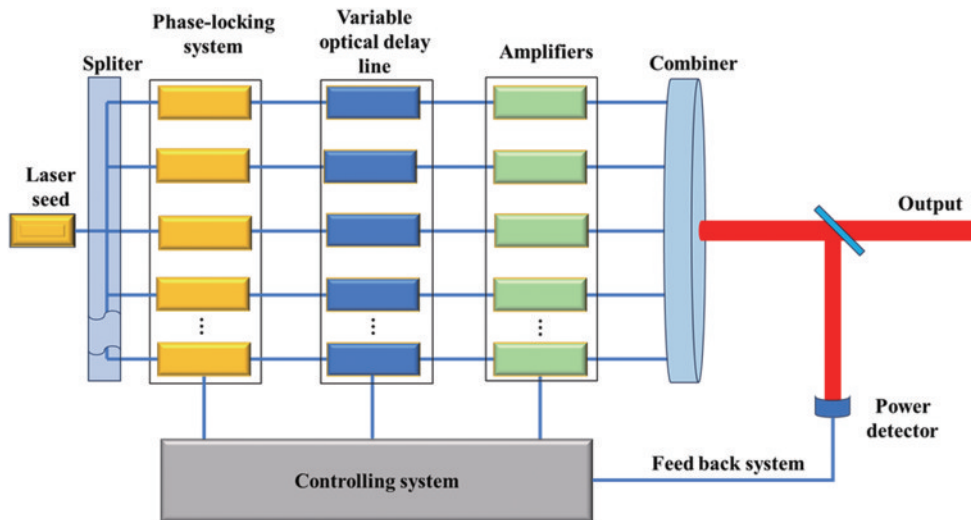 Phase-locking
system
Variable
optical delay
line
Spliter
Amplifiers
Combiner
Laser
seed
Output
Power
detector
Feed back system
Controlling system